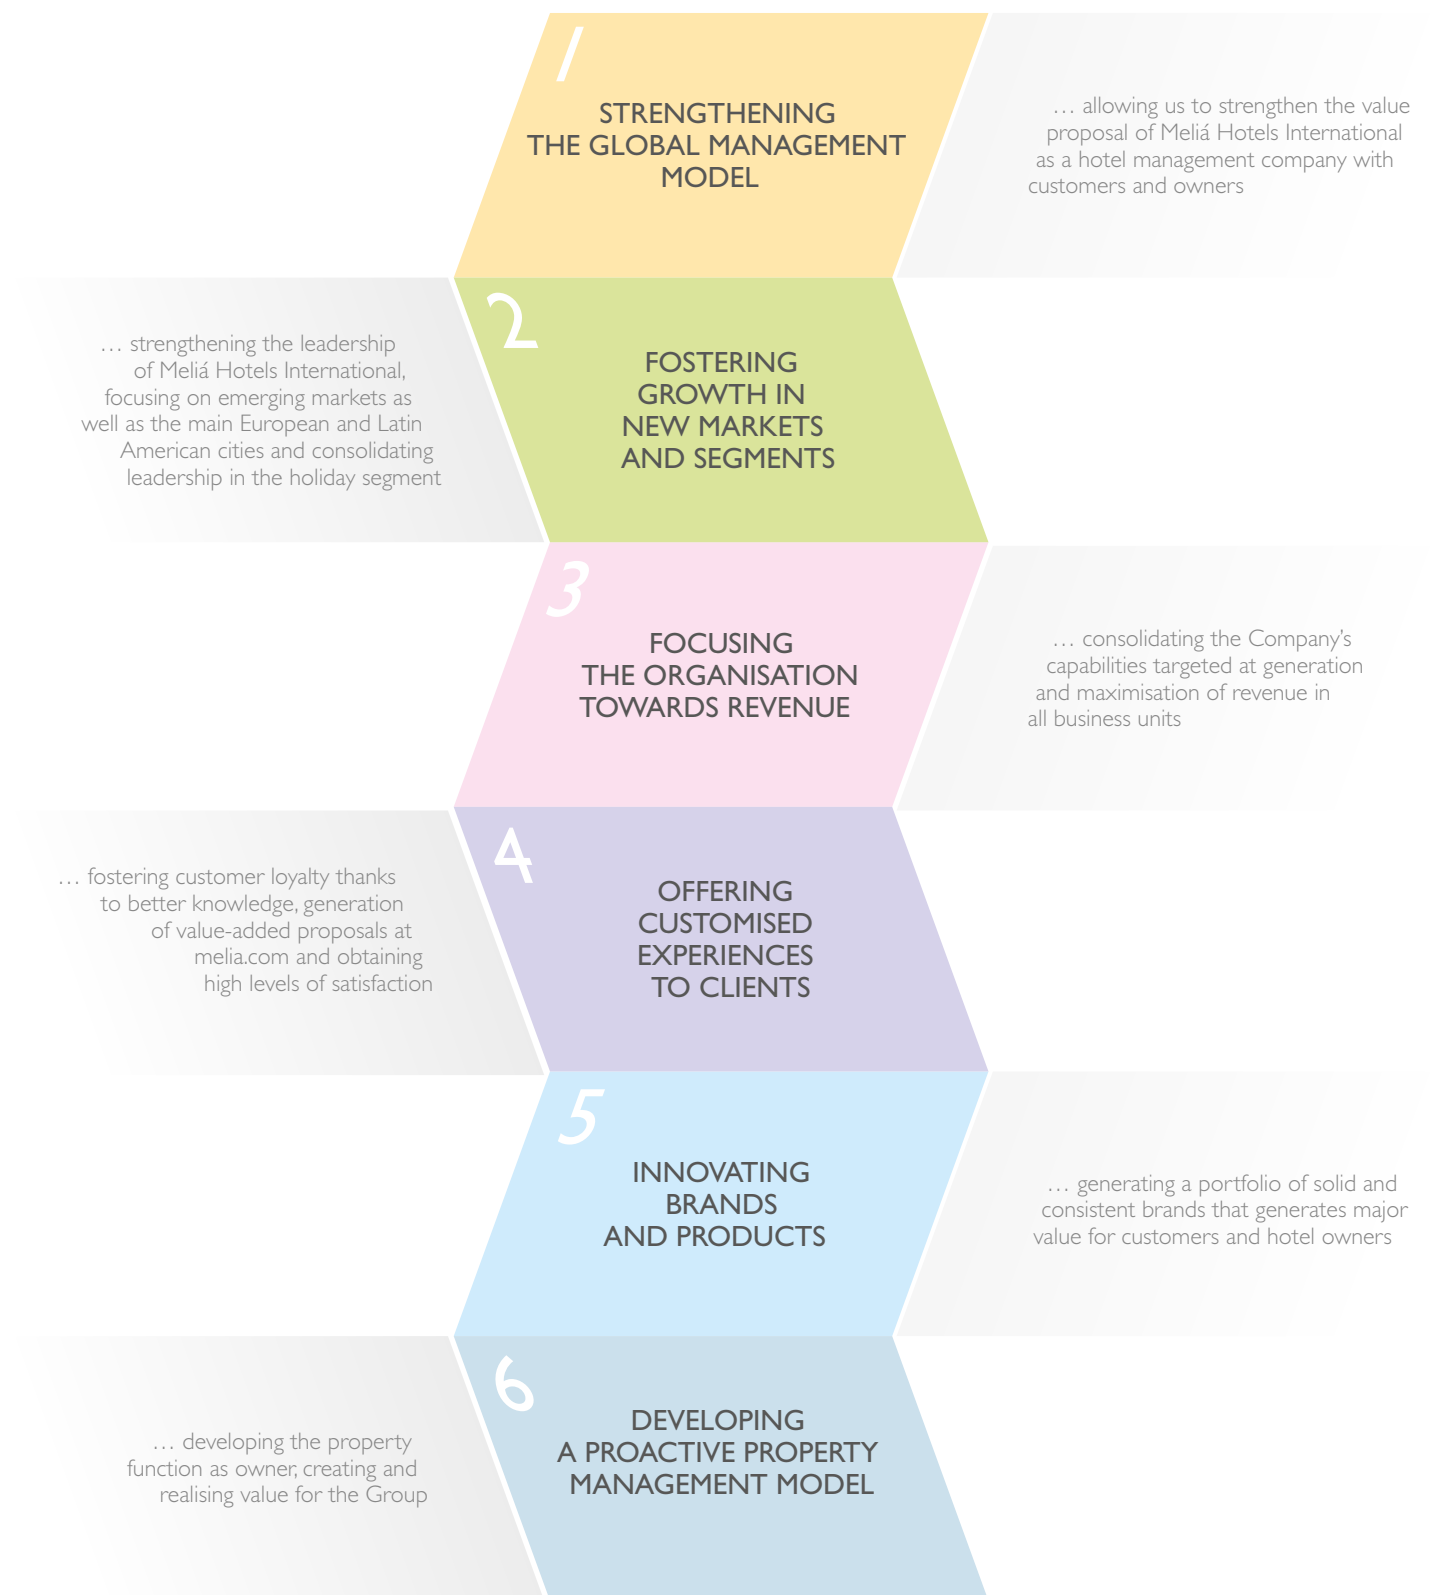 1
STRENGTHENING
THE GLOBAL MANAGEMENT
MODEL
… allowing us to strengthen the value
proposal of Meliá Hotels International
as a hotel management company with
customers and owners
2
FOSTERING
GROWTH IN
NEW MARKETS
AND SEGMENTS
… strengthening the leadership
of Meliá Hotels International,
focusing on emerging markets as
well as the main European and Latin
American cities and consolidating
leadership in the holiday segment
3
FOCUSING
THE ORGANISATION
TOWARDS REVENUE
… consolidating the Company’s
capabilities targeted at generation
and maximisation of revenue in
all business units
4
OFFERING
CUSTOMISED
EXPERIENCES
TO CLIENTS
… fostering customer loyalty thanks
to better knowledge, generation
of value-added proposals at
melia.com and obtaining
high levels of satisfaction
5
INNOVATING
BRANDS
AND PRODUCTS
… generating a portfolio of solid and
consistent brands that generates major
value for customers and hotel owners
6
DEVELOPING
A PROACTIVE PROPERTY
MANAGEMENT MODEL
… developing the property
function as owner, creating and
realising value for the Group